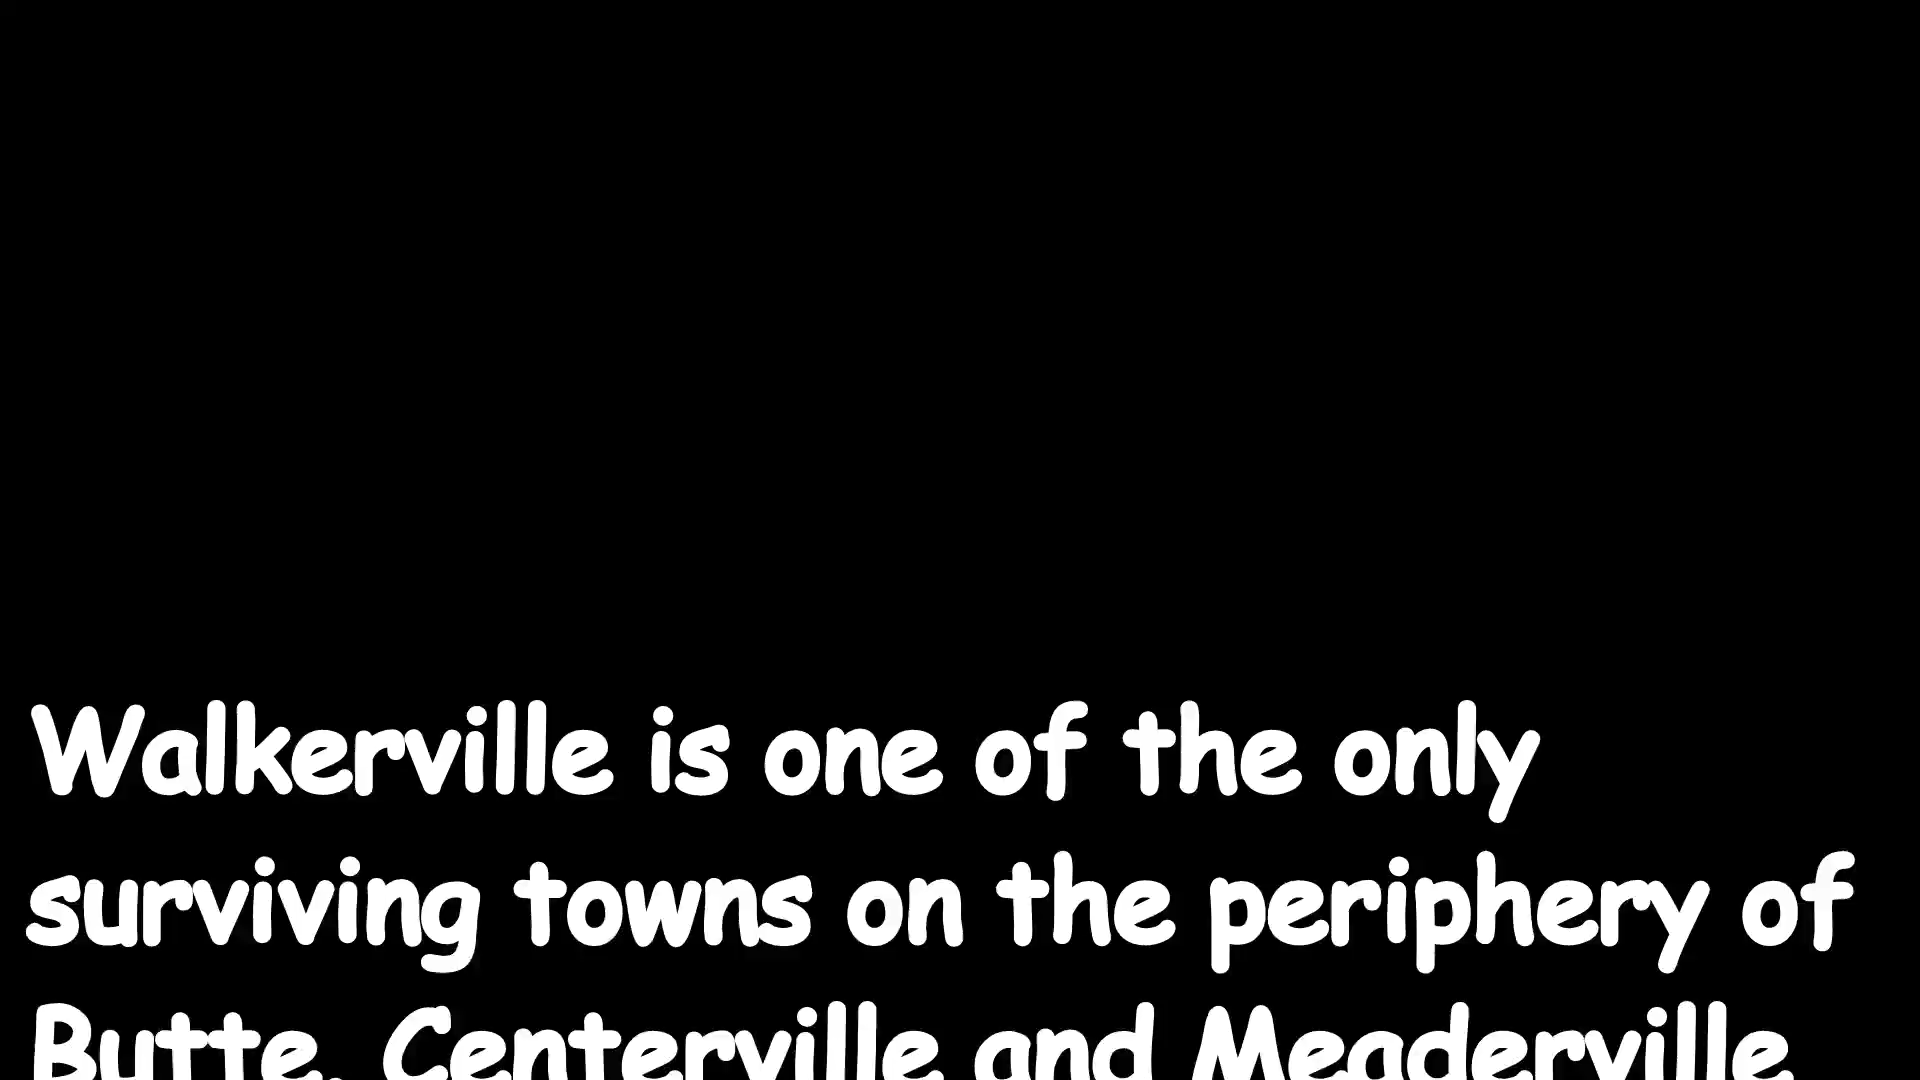 Walkerville is one of the only
surviving towns on the periphery of
Butte. Centerville and Meaderville